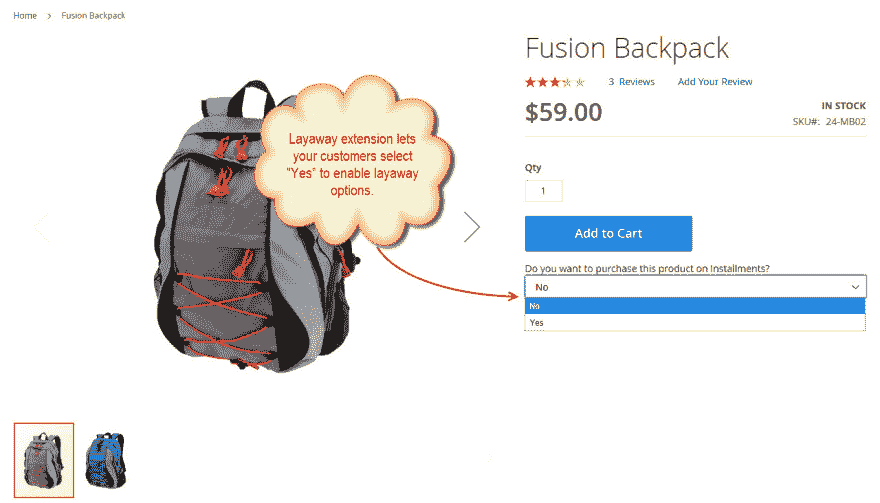 Home > Fusion Backpack
Fusion Backpack
3 Reviews Add Your Review
$59.00
IN STOCK
SKU#: 24-MB02
Layaway extension lets
your customers select
"Yes" to enable layaway
options.
Qty
1
Add to Cart
Do you want to purchase this product on Installments?
No
No
Yes